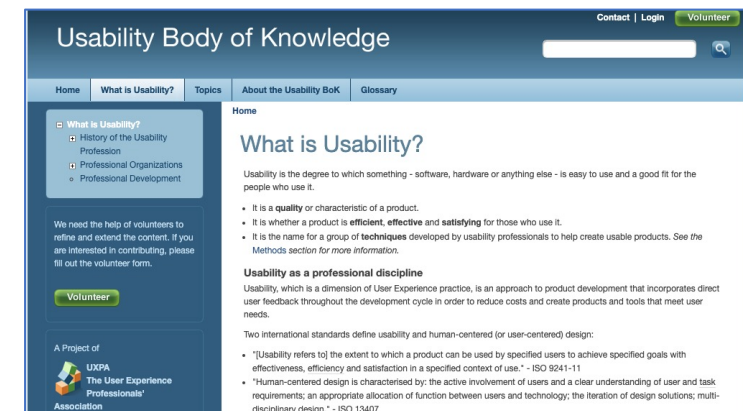 Contact | Login Volunteer
Usability Body of Knowledge
Home What is Usability? Topics About the Usability BoK Glossary
What is Usability?
History of the Usability
Profession
Professional Organizations
Professional Development
We need the help of volunteers to
refine and extend the content. If you
are interested in contributing, please
fill out the volunteer form.
Volunteer
A Project of
UXPA
The User Experience
Professionals'
Association
Home
What is Usability?
Usability is the degree to which something - software, hardware or anything else - is easy to use and a good fit for the
people who use it.
It is a quality or characteristic of a product.
It is whether a product is efficient, effective and satisfying for those who use it.
It is the name for a group of techniques developed by usability professionals to help create usable products. See the
Methods section for more information.
Usability as a professional discipline
Usability, which is a dimension of User Experience practice, is an approach to product development that incorporates direct
user feedback throughout the development cycle in order to reduce costs and create products and tools that meet user
needs.
Two international standards define usability and human-centered (or user-centered) design:
"[Usability refers to] the extent to which a product can be used by specified users to achieve specified goals with
effectiveness, efficiency and satisfaction in a specified context of use." - ISO 9241-11
"Human-centered design is characterised by: the active involvement of users and a clear understanding of user and task
requirements; an appropriate allocation of function between users and technology; the iteration of design solutions; multi-
disciplinary design." - ISO 13407